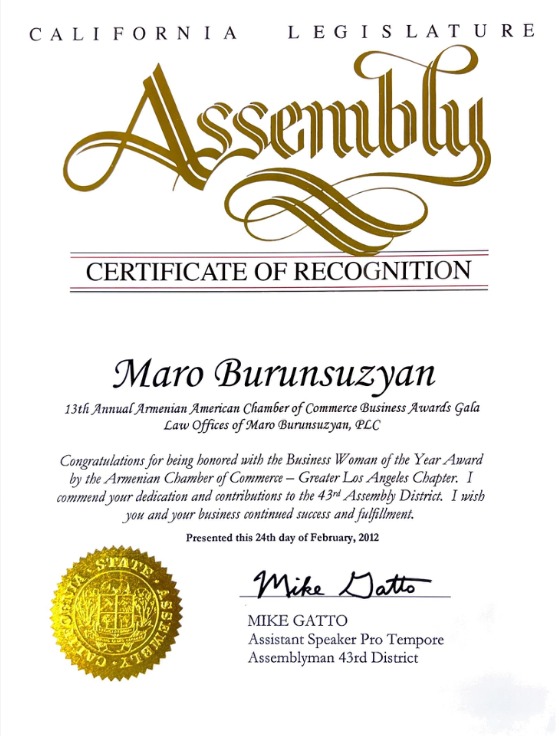 CALIFORNIA LEGISLATURE
Assembly
CERTIFICATE OF RECOGNITION
Maro Burunsuzyan
13th Annual Armenian American Chamber of Commerce Business Awards Gala
Law Offices of Maro Burunsuzyan, PLC
Congratulations for being honored with the Business Woman of the Year Award
by the Armenian Chamber of Commerce – Greater Los Angeles Chapter. I
commend your dedication and contributions to the 43rd Assembly District. I wish
you and your business continued success and fulfillment.
Presented this 24th day of February, 2012
Mike Gatto
MIKE GATTO
Assistant Speaker Pro Tempore
Assemblyman 43rd District
CALIFORNIA · STATE · ASSEMBLY